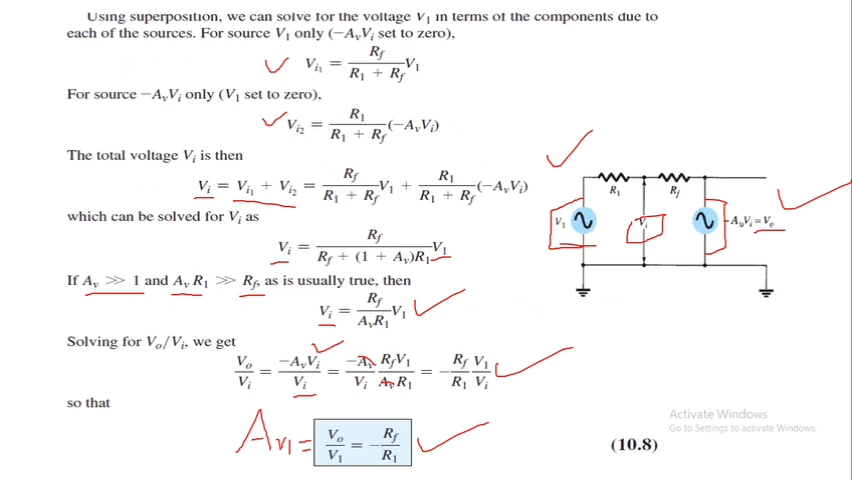 Using superposition, we can solve for the voltage V₁ in terms of the components due to
each of the sources. For source V₁ only (−AᵥVᵢ set to zero),
Vᵢ₁ = Rf / (R₁ + Rf) V₁
For source −AᵥVᵢ only (V₁ set to zero),
Vᵢ₂ = R₁ / (R₁ + Rf) (−AᵥVᵢ)
The total voltage Vᵢ is then
Vᵢ = Vᵢ₁ + Vᵢ₂ = Rf / (R₁ + Rf) V₁ + R₁ / (R₁ + Rf) (−AᵥVᵢ)
which can be solved for Vᵢ as
Vᵢ = Rf / (Rf + (1 + Aᵥ)R₁) V₁
If Aᵥ ≫ 1 and AᵥR₁ ≫ Rf, as is usually true, then
Vᵢ = Rf / (AᵥR₁) V₁
Solving for Vₒ/Vᵢ, we get
Vₒ/Vᵢ = −AᵥVᵢ / Vᵢ = −Aᵥ / Vᵢ RfV₁ / AᵥR₁ = − Rf / R₁ V₁ / Vᵢ
so that
Av1 = Vₒ / V₁ = − Rf / R₁
(10.8)
R₁
Rf
V₁
Vᵢ
−AᵥVᵢ = Vₒ
Activate Windows
Go to Settings to activate Windows.